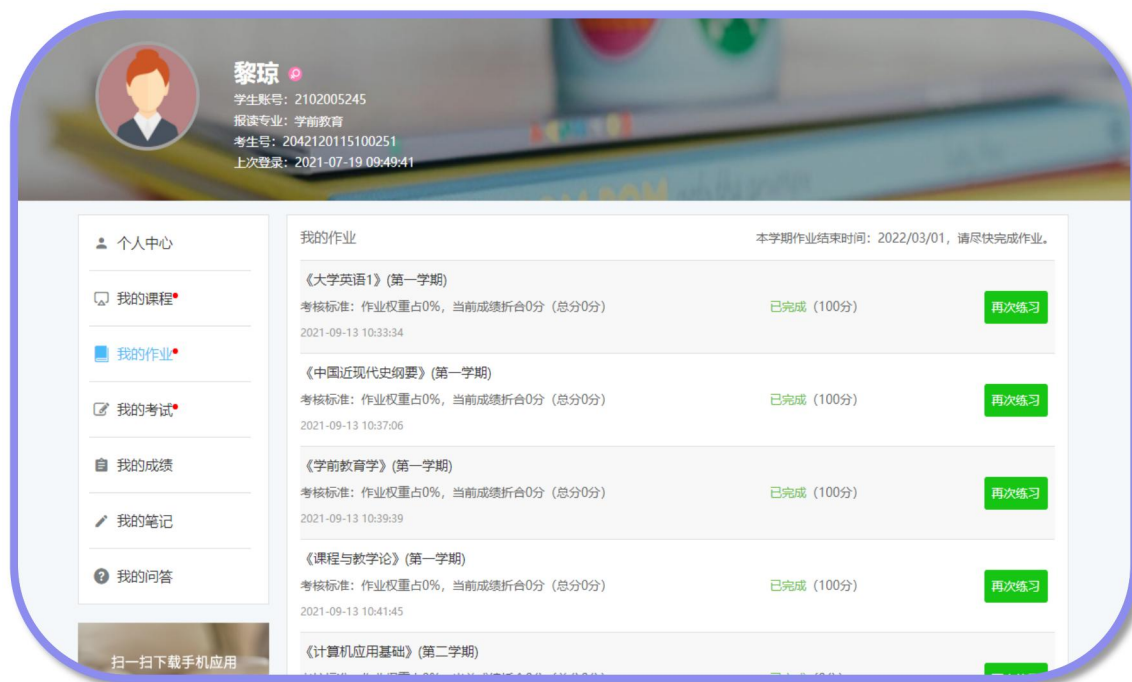 黎琼
学生账号：2102005245
报读专业：学前教育
考生号：2042120115100251
上次登录：2021-07-19 09:49:41
个人中心
我的课程
我的作业
我的考试
我的成绩
我的笔记
我的问答
扫一扫下载手机应用
我的作业
本学期作业结束时间：2022/03/01，请尽快完成作业。
《大学英语1》(第一学期)
考核标准：作业权重占0%，当前成绩折合0分（总分0分）
已完成（100分）
再次练习
2021-09-13 10:33:34
《中国近现代史纲要》(第一学期)
考核标准：作业权重占0%，当前成绩折合0分（总分0分）
已完成（100分）
再次练习
2021-09-13 10:37:06
《学前教育学》(第一学期)
考核标准：作业权重占0%，当前成绩折合0分（总分0分）
已完成（100分）
再次练习
2021-09-13 10:39:39
《课程与教学论》(第一学期)
考核标准：作业权重占0%，当前成绩折合0分（总分0分）
已完成（100分）
再次练习
2021-09-13 10:41:45
《计算机应用基础》(第二学期)